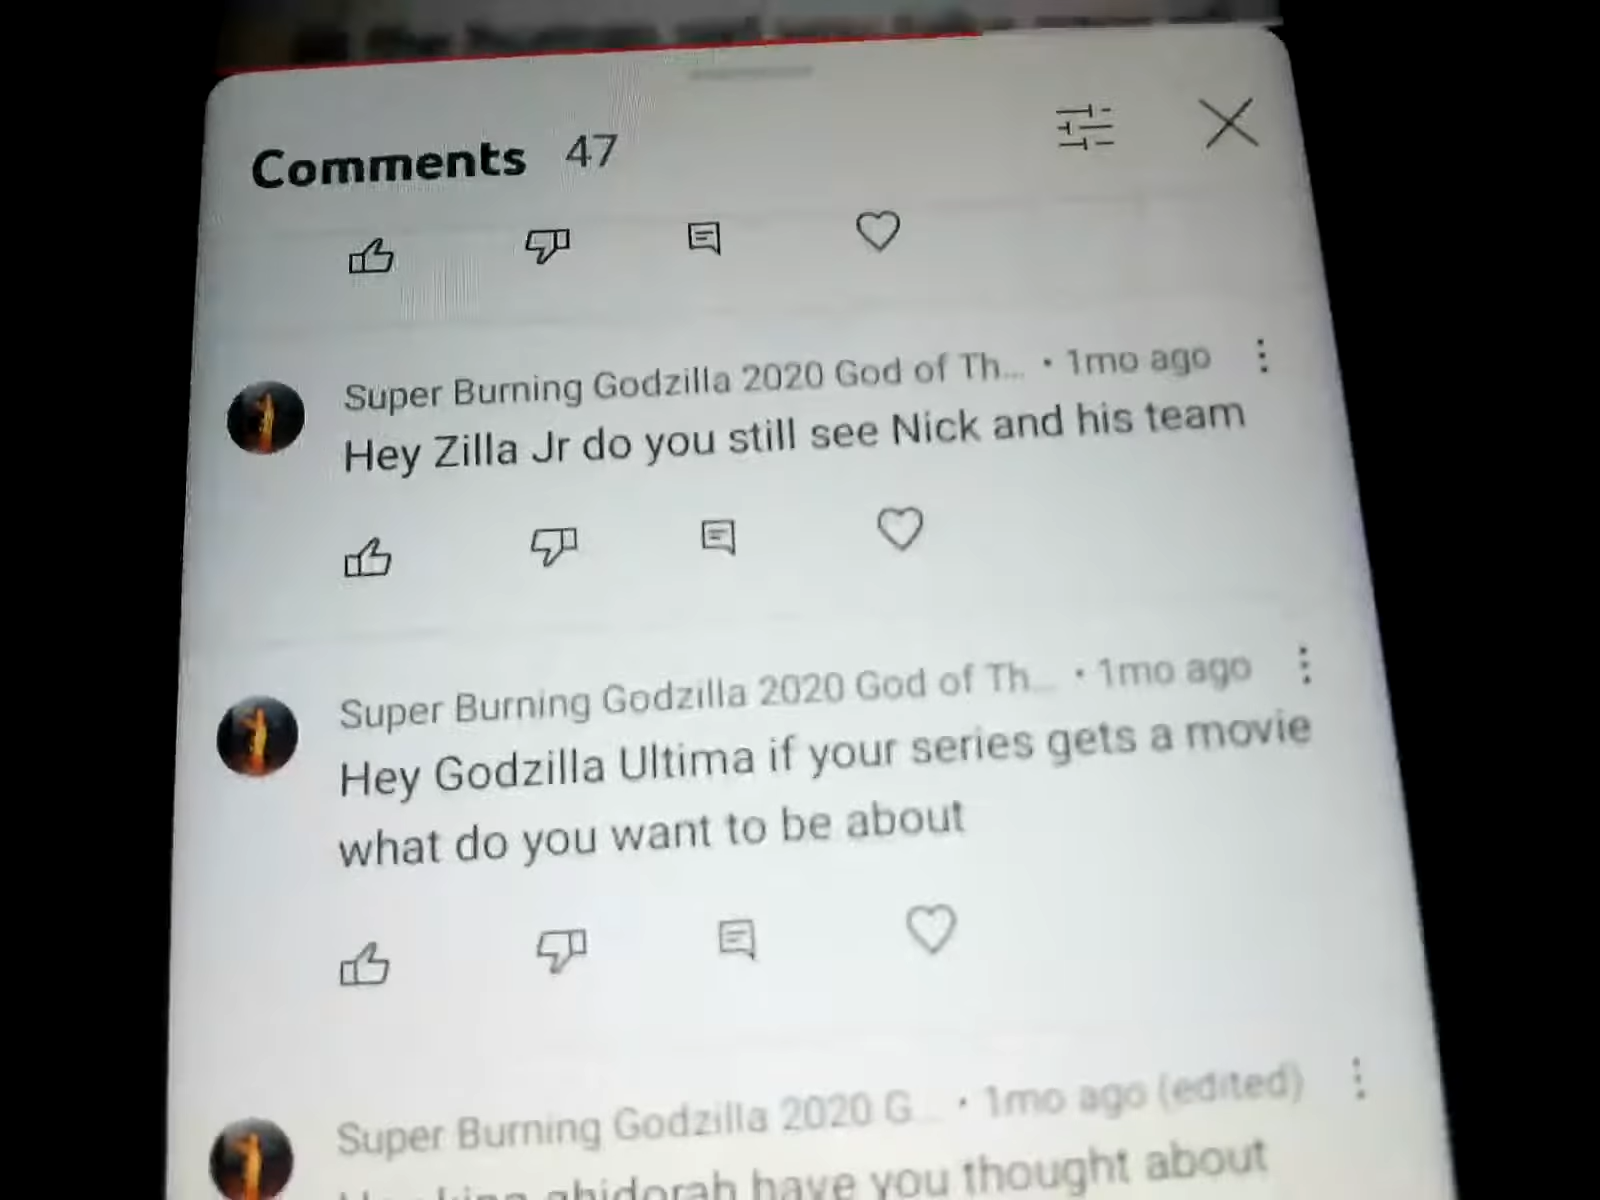 Comments 47
Super Burning Godzilla 2020 God of Th... • 1mo ago
Hey Zilla Jr do you still see Nick and his team
Super Burning Godzilla 2020 God of Th... • 1mo ago
Hey Godzilla Ultima if your series gets a movie
what do you want to be about
Super Burning Godzilla 2020 G... • 1mo ago (edited)
ghidorah have you thought about